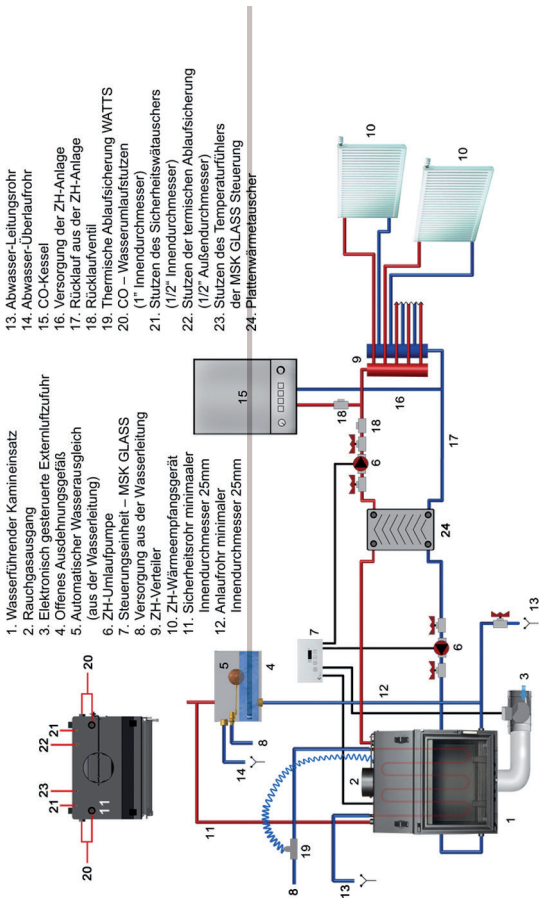 1. Wasserführender Kamineinsatz
2. Rauchgasausgang
3. Elektronisch gesteruerte Externluftzufuhr
4. Offenes Ausdehnungsgefäß
5. Automatischer Wasserausgleich
(aus der Wasserleitung)
6. ZH-Umlaufpumpe
7. Steuerungseinheit – MSK GLASS
8. Versorgung aus der Wasserleitung
9. ZH-Verteiler
10. ZH-Wärmeempfangsgerät
11. Sicherheitsrohr minimaaler
Innendurchmesser 25mm
12. Anlaufrohr minimaler
Innendurchmesser 25mm
13. Abwasser-Leitungsrohr
14. Abwasser-Überlaufrohr
15. CO-Kessel
16. Versorgung der ZH-Anlage
17. Rücklauf aus der ZH-Anlage
18. Rücklaufventil
19. Thermische Ablaufsicherung WATTS
20. CO – Wasserumlaufstutzen
(1" Innendurchmesser)
21. Stutzen des Sicherheitswätauschers
(1/2" Innendurchmesser)
22. Stutzen der termischen Ablaufsicherung
(1/2" Außendurchmesser)
23. Stutzen des Temperaturfühlers
der MSK GLASS Steuerung
24. Plattenwärmetauscher
20
21
23
22
21
20
11
11
14
8
5
4
7
15
18
18
6
9
10
10
16
17
24
12
6
13
2
19
8
13
1
3